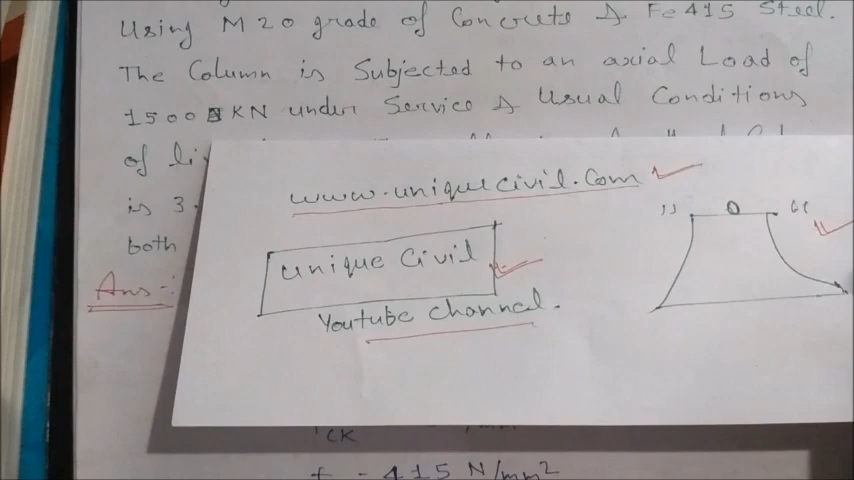 Using M20 grade of Concrete & Fe415 Steel.
The Column is Subjected to an axial Load of
1500 KN under Service & Usual Conditions
of
is 3.
both
www.uniquecivil.com
unique Civil
Youtube channel.
Ans-:
CK
f - 415 N/mm2